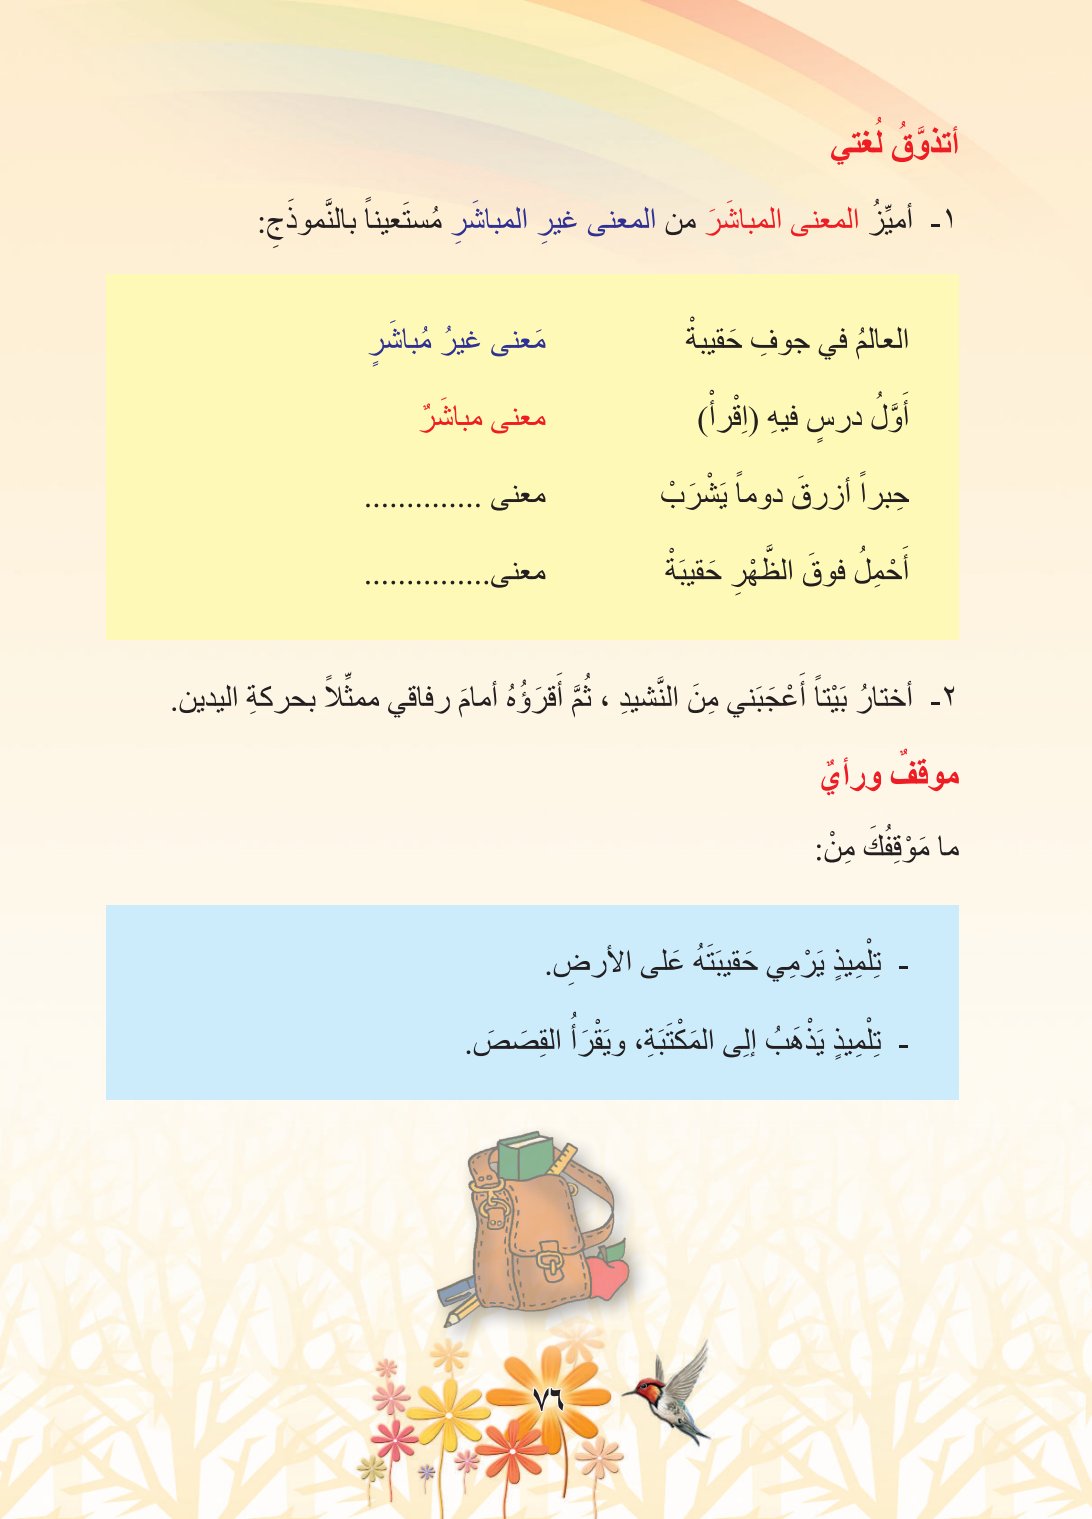 أتذوَّقُ لُغتي
١- أميِّزُ المعنى المباشَرَ من المعنى غيرِ المباشَرِ مُستَعيناً بالنَّموذَجِ:
العالمُ في جوفِ حَقيبةْ مَعنى غيرُ مُباشَرٍ
أَوَّلُ درسٍ فيهِ (اِقْرأْ) معنى مباشَرٌ
حِبراً أزرقَ دوماً يَشْرَبْ معنى ..............
أَحْمِلُ فوقَ الظَّهْرِ حَقيبَةْ معنى...............
٢- أختارُ بَيْتاً أَعْجَبَني مِنَ النَّشيدِ ، ثُمَّ أَقرَؤُهُ أمامَ رفاقي ممثِّلاً بحركةِ اليدين.
موقفٌ ورأيٌ
ما مَوْقِفُكَ مِنْ:
- تِلْمِيذٍ يَرْمِي حَقيبَتَهُ عَلى الأرضِ.
- تِلْمِيذٍ يَذْهَبُ إلِى المَكْتَبَةِ، ويَقْرَأُ القِصَصَ.
٧٦